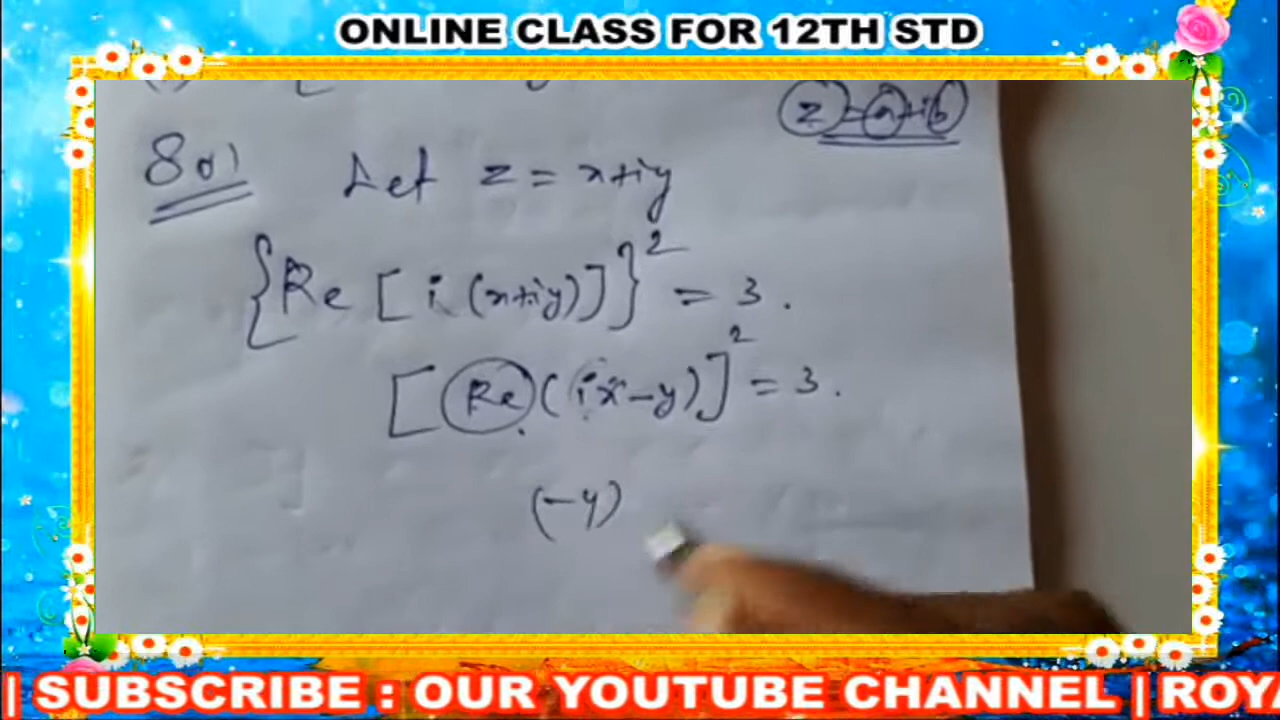 ONLINE CLASS FOR 12TH STD
z = a+ib
Sol Let z = x+iy
{Re [ i (x+iy)]}² = 3.
[Re (ix-y)]² = 3.
(-y)
| SUBSCRIBE : OUR YOUTUBE CHANNEL | ROYA